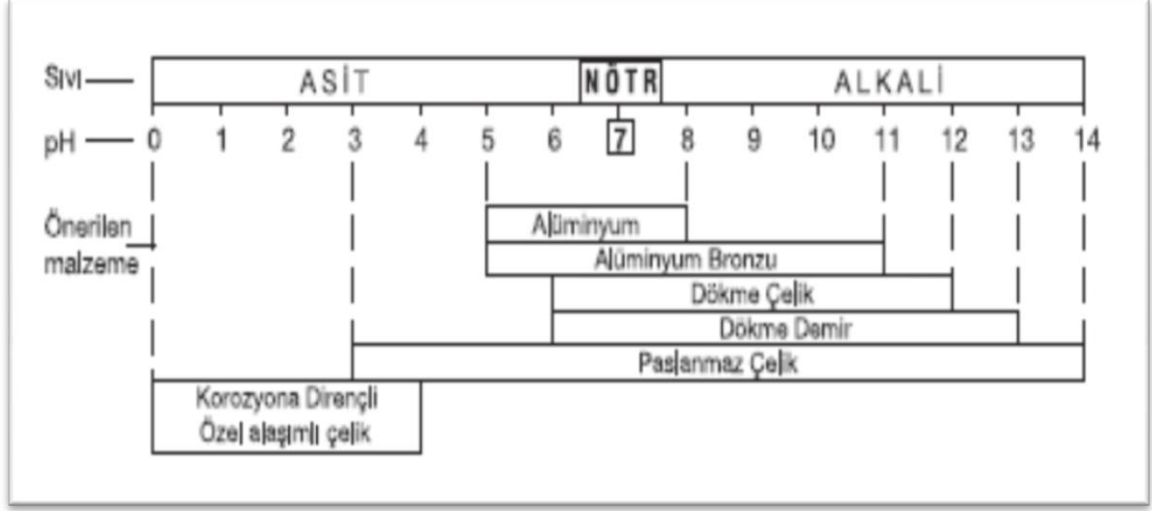 Sıvı ASİT NÖTR ALKALİ
pH 0 1 2 3 4 5 6 7 8 9 10 11 12 13 14
Önerilen
malzeme
Alüminyum
Alüminyum Bronzu
Dökme Çelik
Dökme Demir
Paslanmaz Çelik
Korozyona Dirençli
Özel alaşımlı çelik